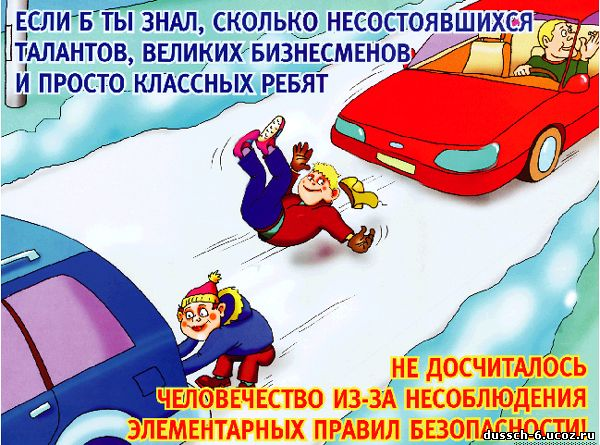 ЕСЛИ Б ТЫ ЗНАЛ, СКОЛЬКО НЕСОСТОЯВШИХСЯ
ТАЛАНТОВ, ВЕЛИКИХ БИЗНЕСМЕНОВ
И ПРОСТО КЛАССНЫХ РЕБЯТ
НЕ ДОСЧИТАЛОСЬ
ЧЕЛОВЕЧЕСТВО ИЗ-ЗА НЕСОБЛЮДЕНИЯ
ЭЛЕМЕНТАРНЫХ ПРАВИЛ БЕЗОПАСНОСТИ!
dussch-6.ucoz.ru